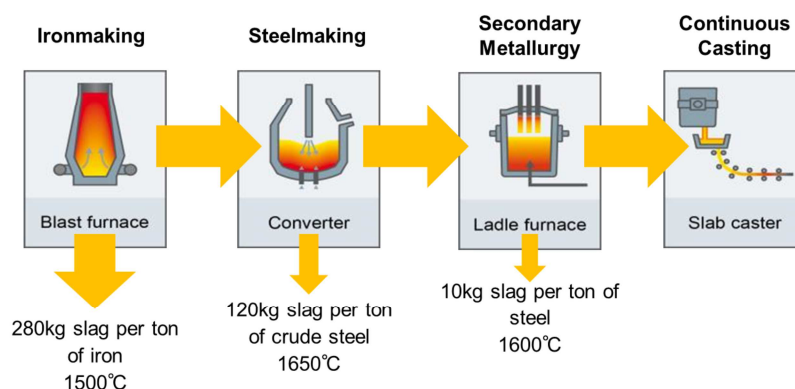 Ironmaking
Steelmaking
Secondary
Metallurgy
Continuous
Casting
Blast furnace
Converter
Ladle furnace
Slab caster
280kg slag per ton
of iron
1500℃
120kg slag per ton
of crude steel
1650℃
10kg slag per ton of
steel
1600℃